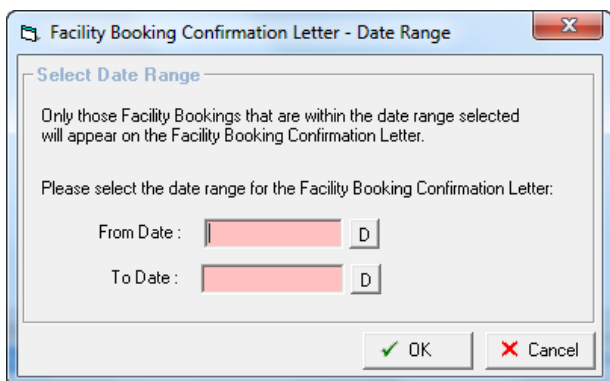 Facility Booking Confirmation Letter - Date Range
Select Date Range
Only those Facility Bookings that are within the date range selected
will appear on the Facility Booking Confirmation Letter.
Please select the date range for the Facility Booking Confirmation Letter:
From Date : D
To Date : D
OK Cancel